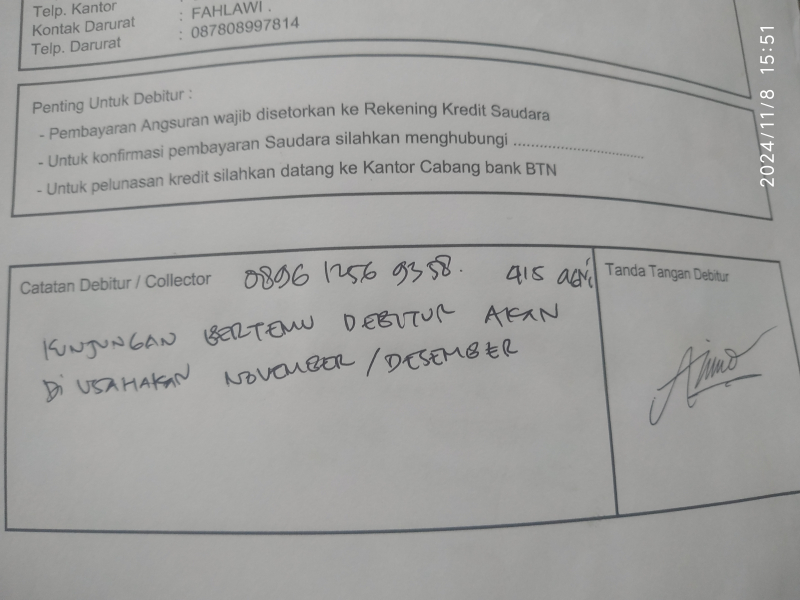 Telp. Kantor
Kontak Darurat : FAHLAWI .
Telp. Darurat : 087808997814
Penting Untuk Debitur :
- Pembayaran Angsuran wajib disetorkan ke Rekening Kredit Saudara
- Untuk konfirmasi pembayaran Saudara silahkan menghubungi ........................................
- Untuk pelunasan kredit silahkan datang ke Kantor Cabang bank BTN
Catatan Debitur / Collector 0896 1256 9358. 415
Tanda Tangan Debitur
KUNJUNGAN BERTEMU DEBITUR AKAN
Di USAHAKAN NOVEMBER / DESEMBER
2024/11/8 15:51